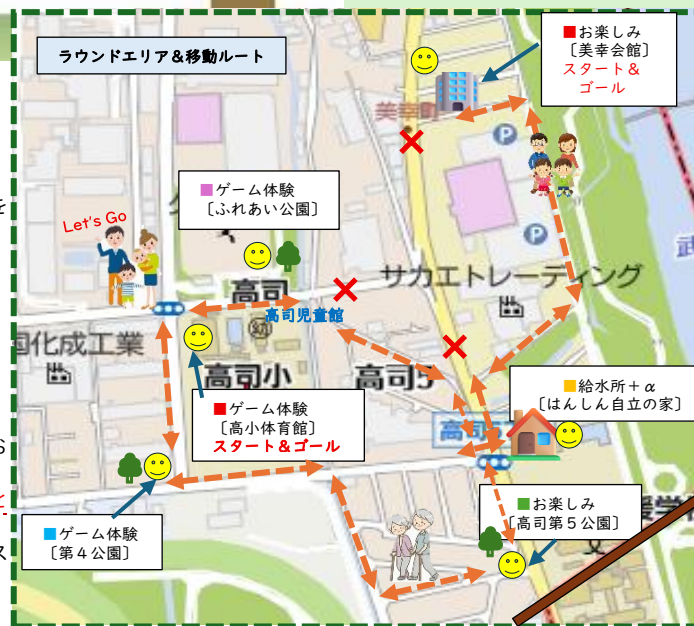 ラウンドエリア&移動ルート
■お楽しみ
〔美幸会館〕
スタート&
ゴール
美幸町
P
■ゲーム体験
〔ふれあい公園〕
を
Let's Go
P
サカエトレーディング
高司
高司児童館
国化成工業
高司小
高司5
■ゲーム体験
〔高小体育館〕
スタート&ゴール
■給水所+α
〔はんしん自立の家〕
■お楽しみ
〔高司第5公園〕
■ゲーム体験
〔第4公園〕
と
ス